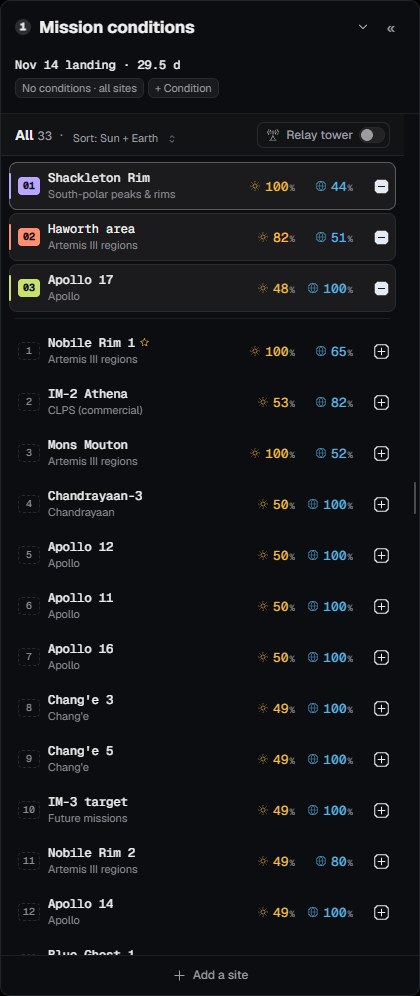 1 Mission conditions «
Nov 14 landing · 29.5 d
No conditions · all sites + Condition
All 33 · Sort: Sun + Earth Relay tower
01 Shackleton Rim 100% 44%
South-polar peaks & rims
02 Haworth area 82% 51%
Artemis III regions
03 Apollo 17 48% 100%
Apollo
1 Nobile Rim 1 100% 65%
Artemis III regions
2 IM-2 Athena 53% 82%
CLPS (commercial)
3 Mons Mouton 100% 52%
Artemis III regions
4 Chandrayaan-3 50% 100%
Chandrayaan
5 Apollo 12 50% 100%
Apollo
6 Apollo 11 50% 100%
Apollo
7 Apollo 16 50% 100%
Apollo
8 Chang'e 3 49% 100%
Chang'e
9 Chang'e 5 49% 100%
Chang'e
10 IM-3 target 49% 100%
Future missions
11 Nobile Rim 2 49% 80%
Artemis III regions
12 Apollo 14 49% 100%
Apollo
Blue Ghost 1
+ Add a site